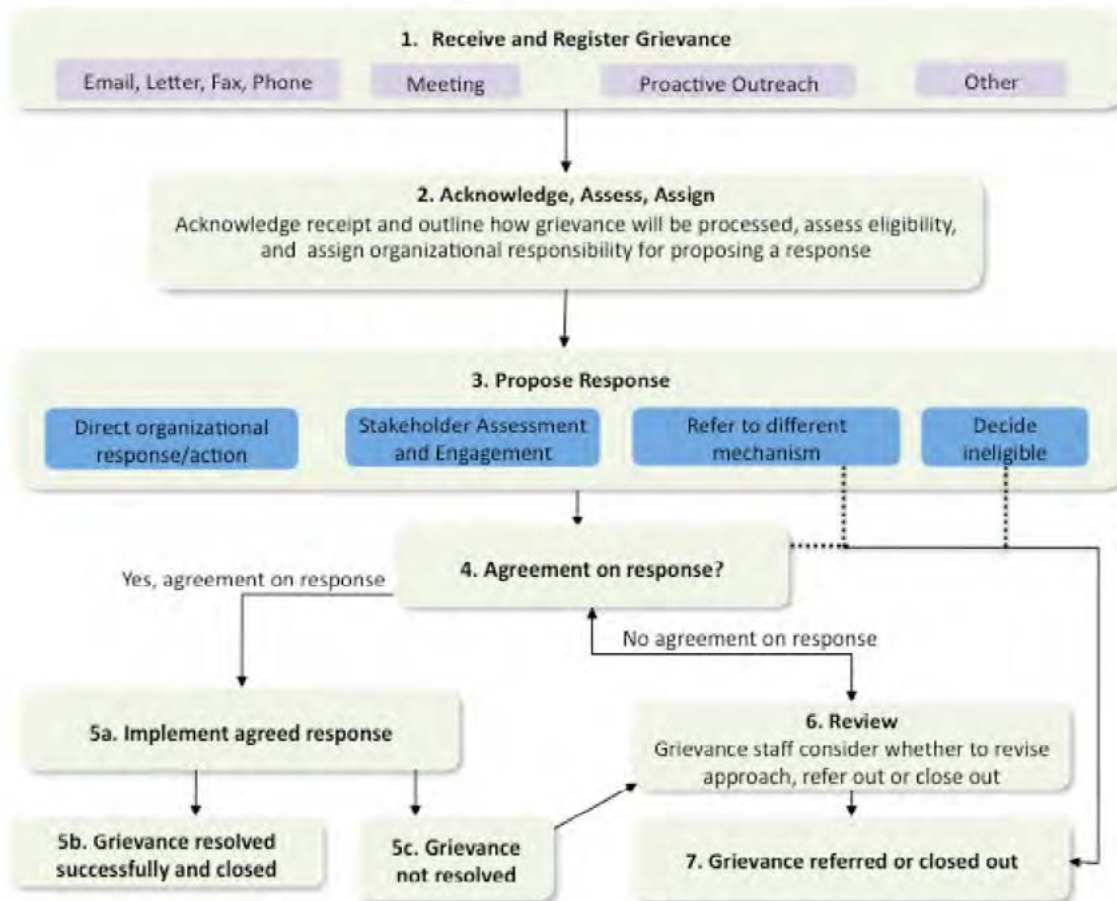 1. Receive and Register Grievance
Email, Letter, Fax, Phone
Meeting
Proactive Outreach
Other
2. Acknowledge, Assess, Assign
Acknowledge receipt and outline how grievance will be processed, assess eligibility,
and assign organizational responsibility for proposing a response
3. Propose Response
Direct organizational
response/action
Stakeholder Assessment
and Engagement
Refer to different
mechanism
Decide
ineligible
4. Agreement on response?
Yes, agreement on response
No agreement on response
5a. Implement agreed response
6. Review
Grievance staff consider whether to revise
approach, refer out or close out
5b. Grievance resolved
successfully and closed
5c. Grievance
not resolved
7. Grievance referred or closed out